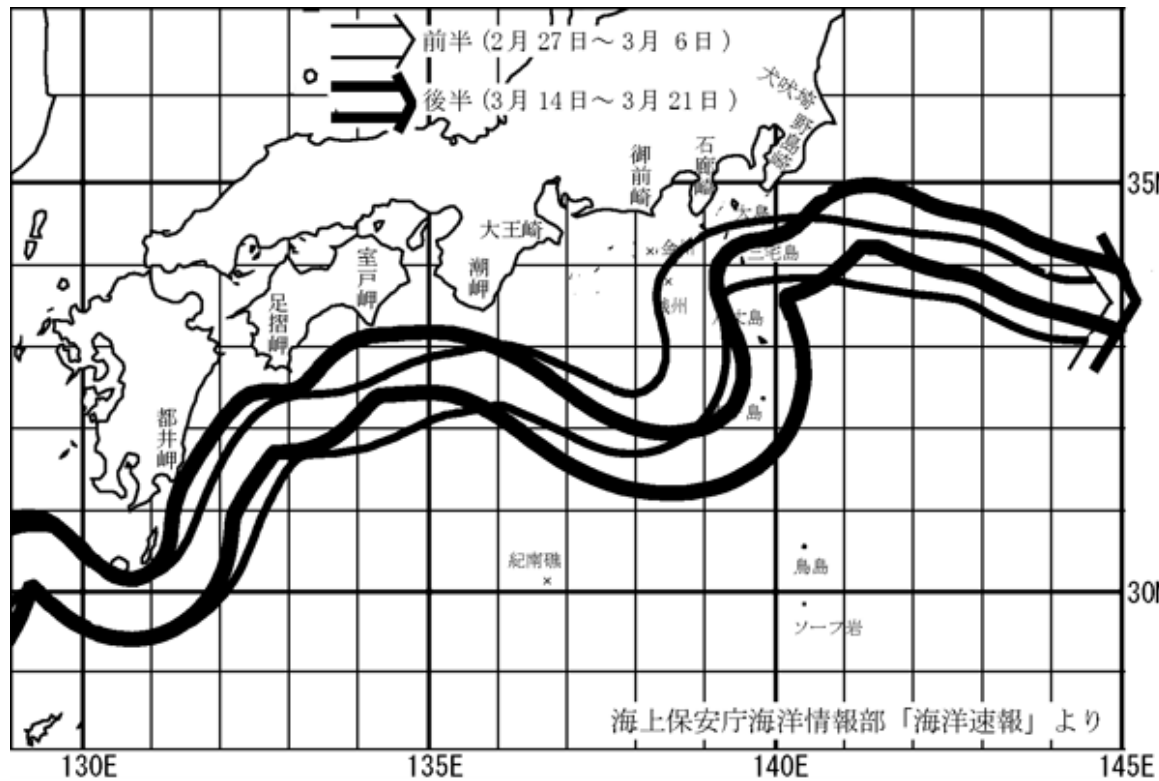 前半 (2月 27日～ 3月 6日 )
後半 (3月 14日～ 3月 21日 )
犬吠埼
野島崎
石廊崎
御前崎
35N
大島
大王崎
三宅島
室戸岬
潮岬
足摺岬
都井岬
紀南礁
鳥島
30N
ソーフ岩
海上保安庁海洋情報部「海洋速報」より
130E
135E
140E
145E